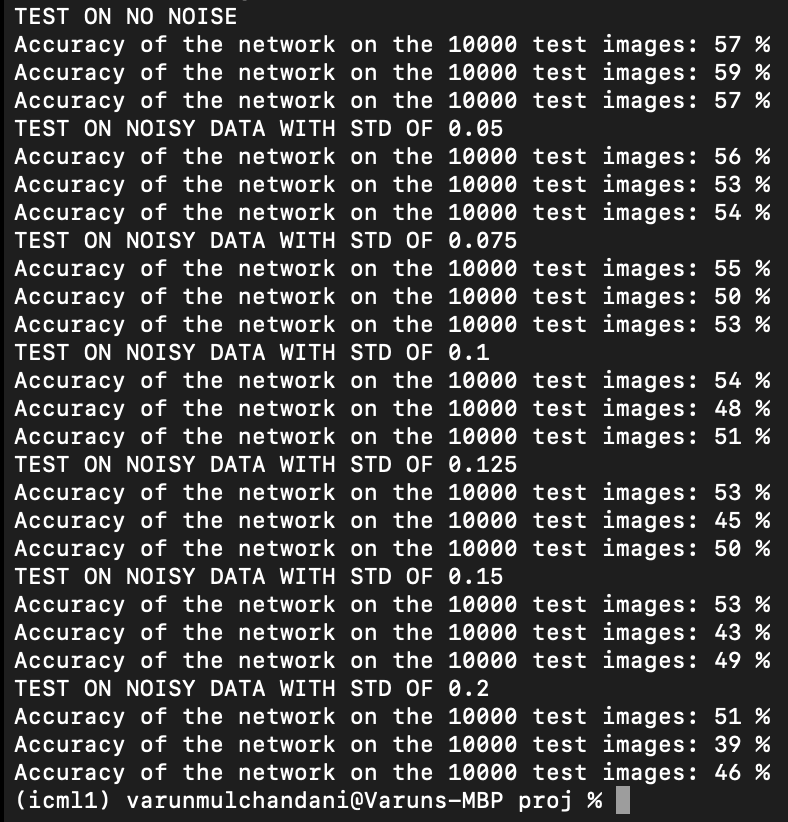 TEST ON NO NOISE
Accuracy of the network on the 10000 test images: 57 %
Accuracy of the network on the 10000 test images: 59 %
Accuracy of the network on the 10000 test images: 57 %
TEST ON NOISY DATA WITH STD OF 0.05
Accuracy of the network on the 10000 test images: 56 %
Accuracy of the network on the 10000 test images: 53 %
Accuracy of the network on the 10000 test images: 54 %
TEST ON NOISY DATA WITH STD OF 0.075
Accuracy of the network on the 10000 test images: 55 %
Accuracy of the network on the 10000 test images: 50 %
Accuracy of the network on the 10000 test images: 53 %
TEST ON NOISY DATA WITH STD OF 0.1
Accuracy of the network on the 10000 test images: 54 %
Accuracy of the network on the 10000 test images: 48 %
Accuracy of the network on the 10000 test images: 51 %
TEST ON NOISY DATA WITH STD OF 0.125
Accuracy of the network on the 10000 test images: 53 %
Accuracy of the network on the 10000 test images: 45 %
Accuracy of the network on the 10000 test images: 50 %
TEST ON NOISY DATA WITH STD OF 0.15
Accuracy of the network on the 10000 test images: 53 %
Accuracy of the network on the 10000 test images: 43 %
Accuracy of the network on the 10000 test images: 49 %
TEST ON NOISY DATA WITH STD OF 0.2
Accuracy of the network on the 10000 test images: 51 %
Accuracy of the network on the 10000 test images: 39 %
Accuracy of the network on the 10000 test images: 46 %
(icml1) varunmulchandani@Varuns-MBP proj %